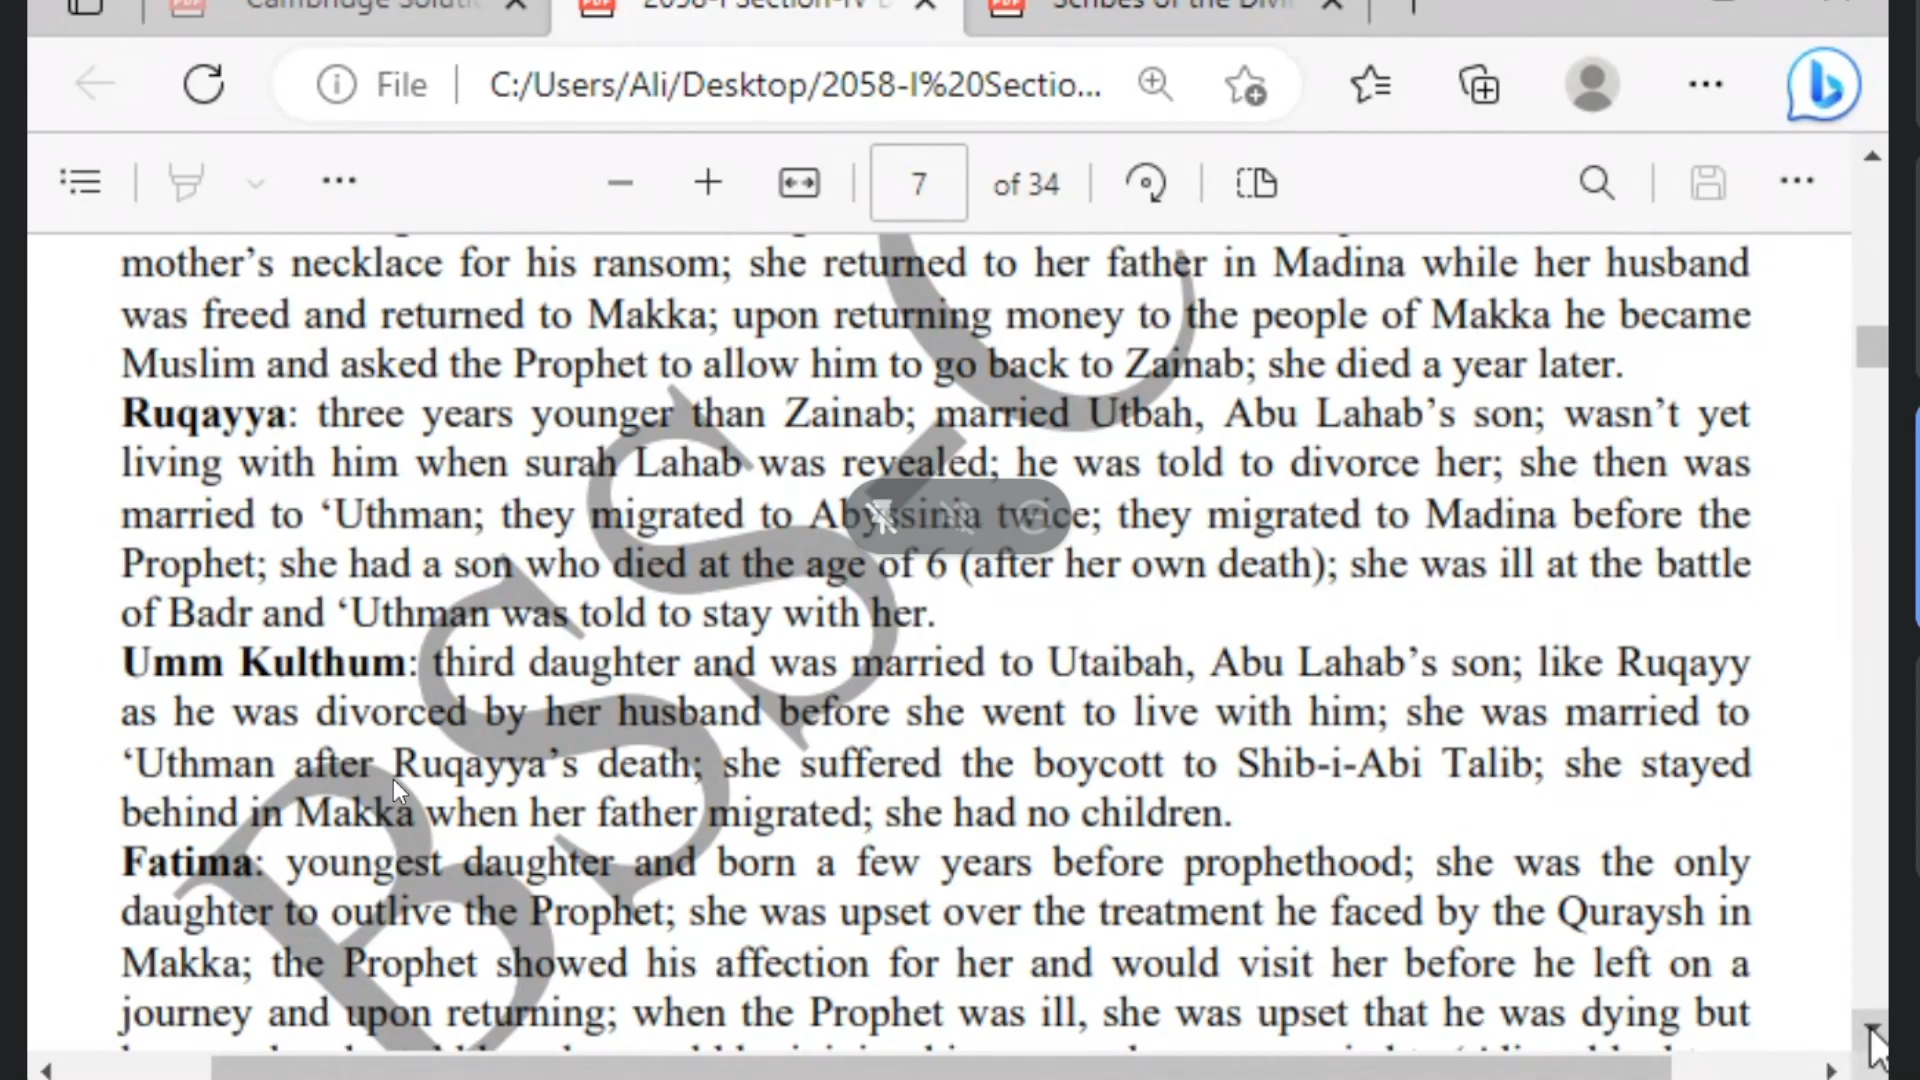 Cambridge Soluti
2058-I Section-IV
Scribes of the Divi
File
C:/Users/Ali/Desktop/2058-I%20Sectio...
7 of 34
mother’s necklace for his ransom; she returned to her father in Madina while her husband
was freed and returned to Makka; upon returning money to the people of Makka he became
Muslim and asked the Prophet to allow him to go back to Zainab; she died a year later.
Ruqayya: three years younger than Zainab; married Utbah, Abu Lahab’s son; wasn’t yet
living with him when surah Lahab was revealed; he was told to divorce her; she then was
married to ‘Uthman; they migrated to Abyssinia twice; they migrated to Madina before the
Prophet; she had a son who died at the age of 6 (after her own death); she was ill at the battle
of Badr and ‘Uthman was told to stay with her.
Umm Kulthum: third daughter and was married to Utaibah, Abu Lahab’s son; like Ruqayy
as he was divorced by her husband before she went to live with him; she was married to
‘Uthman after Ruqayya’s death; she suffered the boycott to Shib-i-Abi Talib; she stayed
behind in Makka when her father migrated; she had no children.
Fatima: youngest daughter and born a few years before prophethood; she was the only
daughter to outlive the Prophet; she was upset over the treatment he faced by the Quraysh in
Makka; the Prophet showed his affection for her and would visit her before he left on a
journey and upon returning; when the Prophet was ill, she was upset that he was dying but
BSS